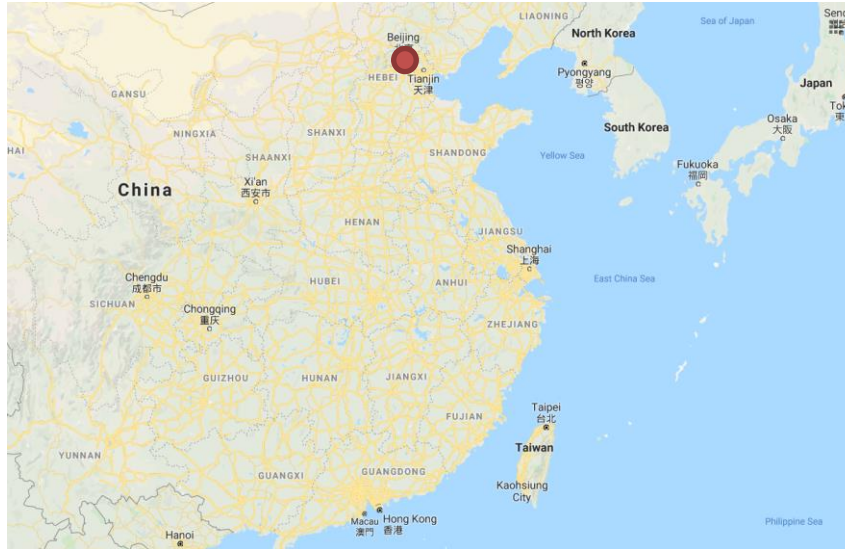 LIAONING
Sea of Japan
Beijing
North Korea
HEBEI
Tianjin
天津
Pyongyang
평양
GANSU
Japan
NINGXIA
SHANXI
Osaka
大阪
South Korea
SHAANXI
SHANDONG
Yellow Sea
Fukuoka
福岡
HAI
Xi'an
西安市
China
HENAN
JIANGSU
Shanghai
上海
Chengdu
成都市
HUBEI
ANHUI
East China Sea
SICHUAN
Chongqing
重庆
ZHEJIANG
GUIZHOU
HUNAN
JIANGXI
Taipei
台北
FUJIAN
Taiwan
YUNNAN
GUANGXI
GUANGDONG
Kaohsiung
City
Macau
澳門
Hong Kong
香港
Hanoi
Philippine Sea